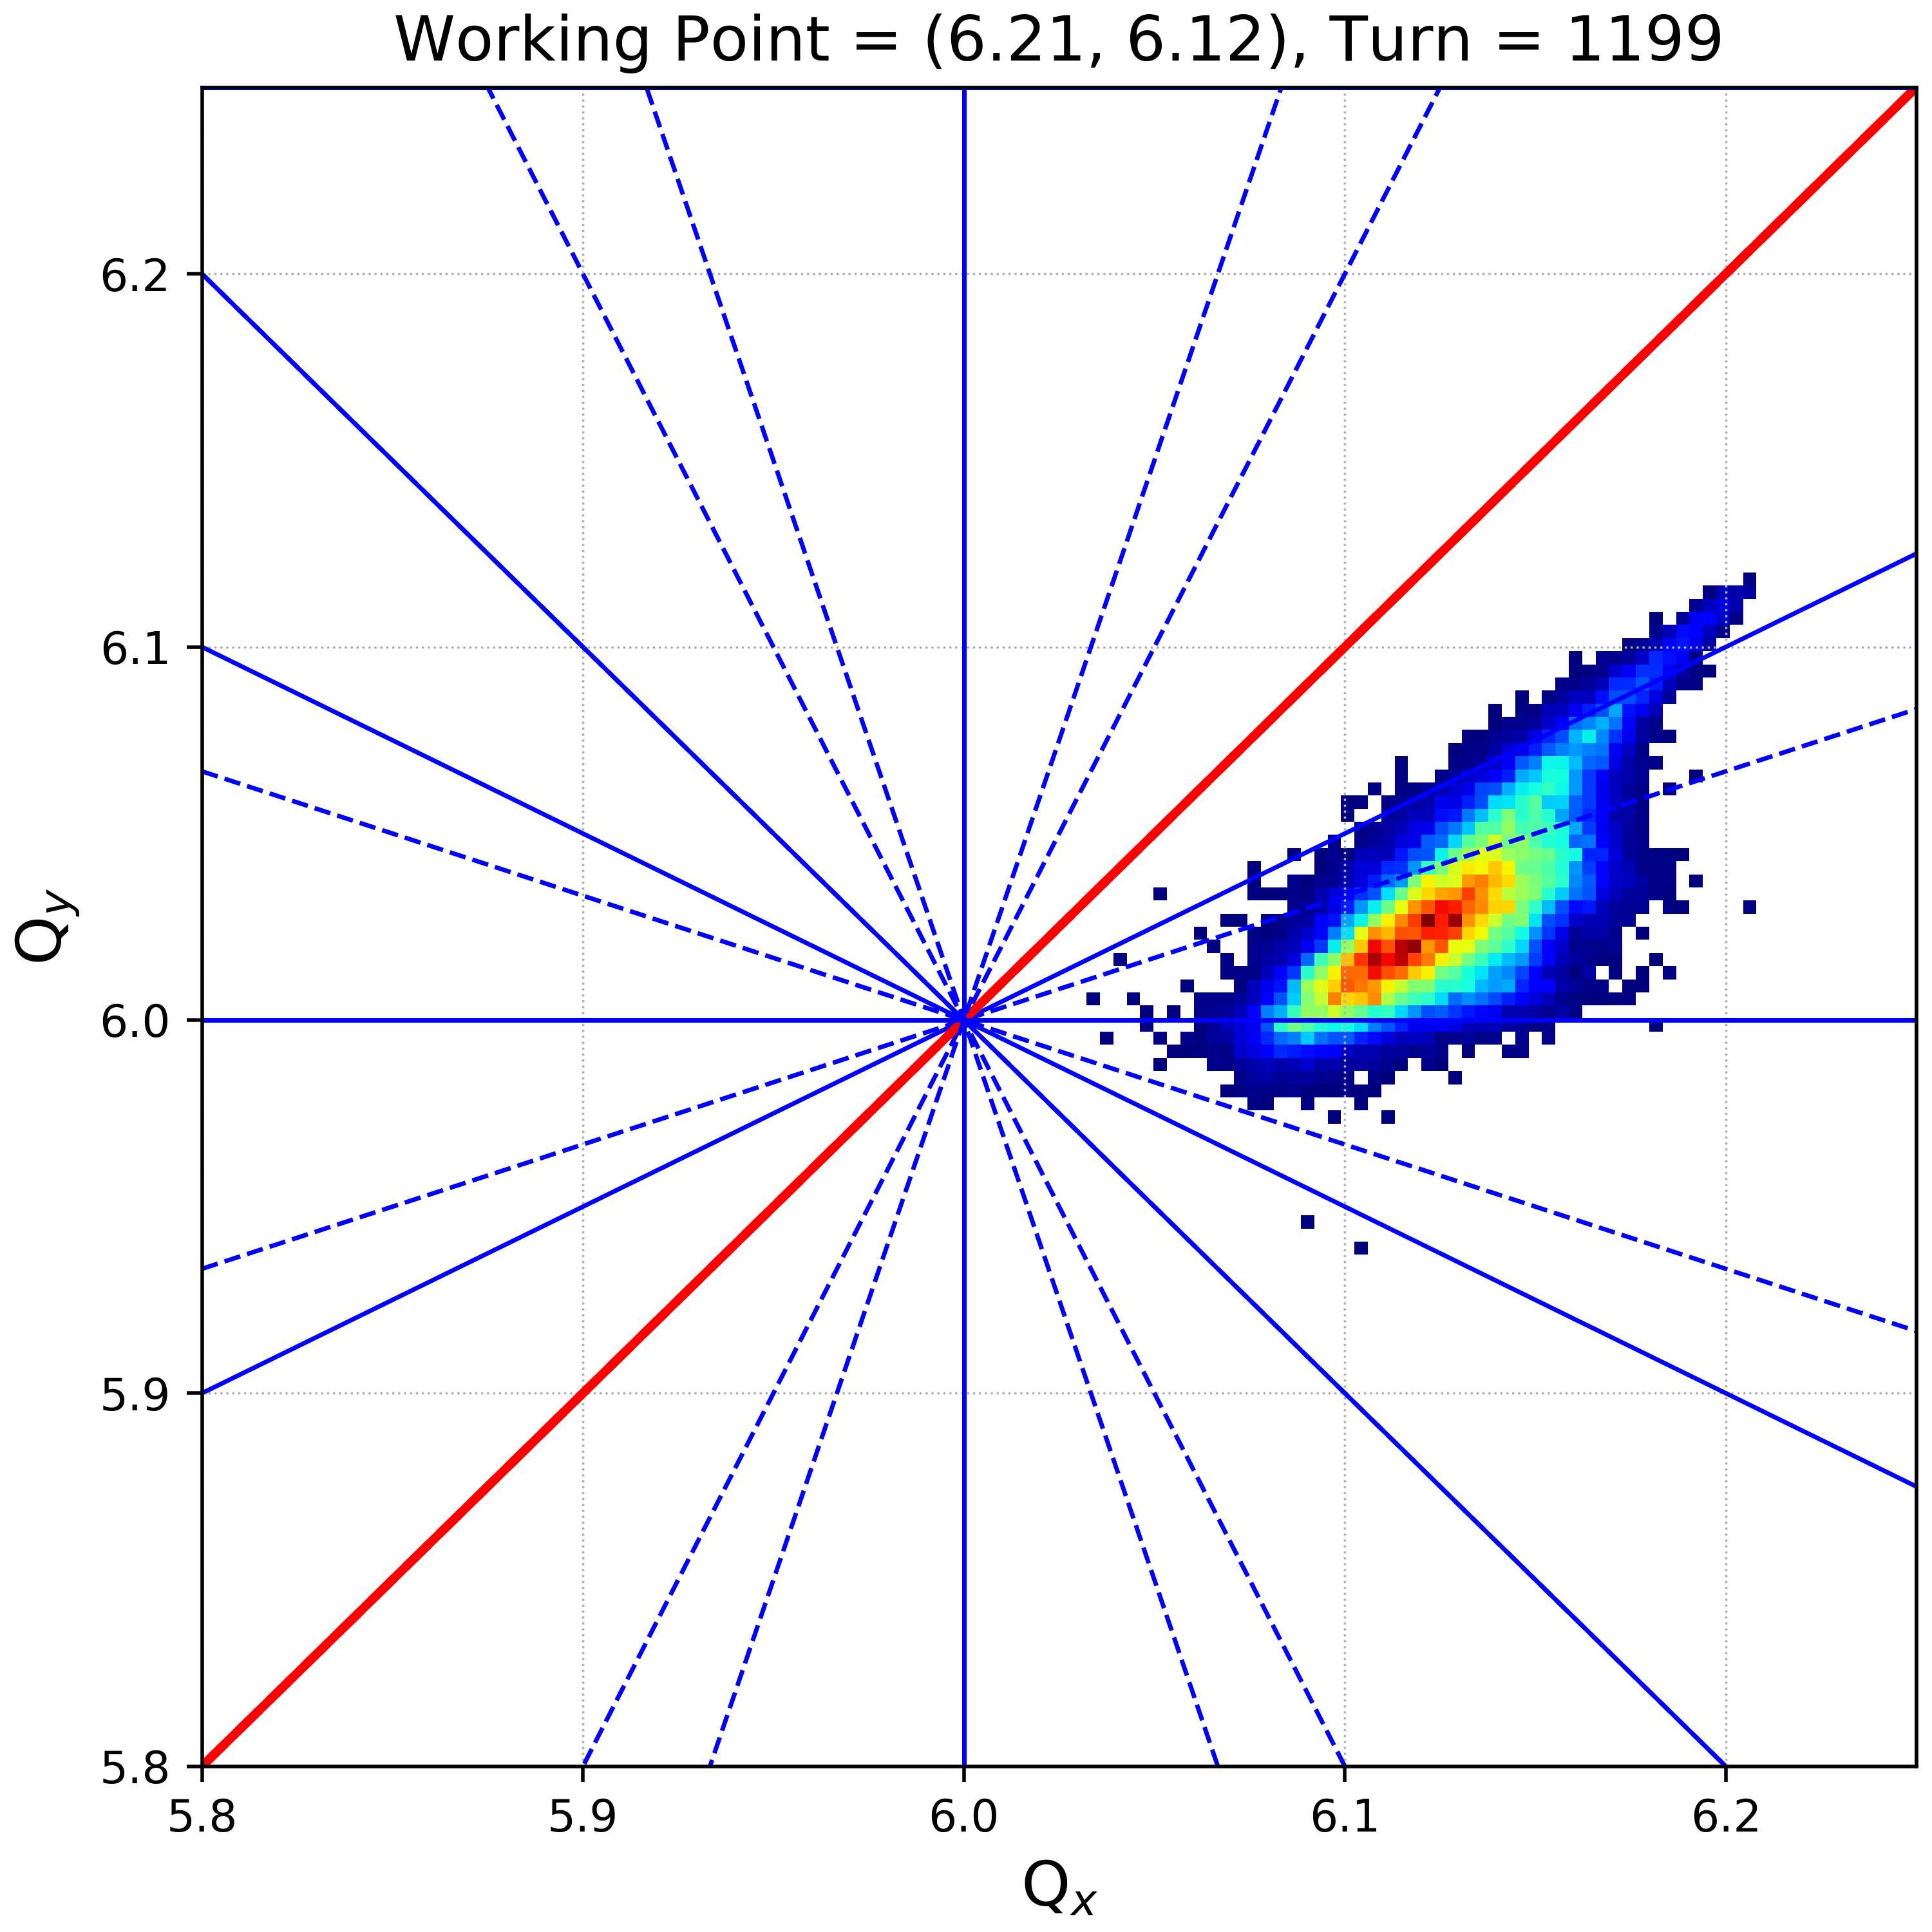 Working Point = (6.21, 6.12), Turn = 1199
6.2
6.1
6.0
5.9
5.8
Qy
5.8 5.9 6.0 6.1 6.2
Qx